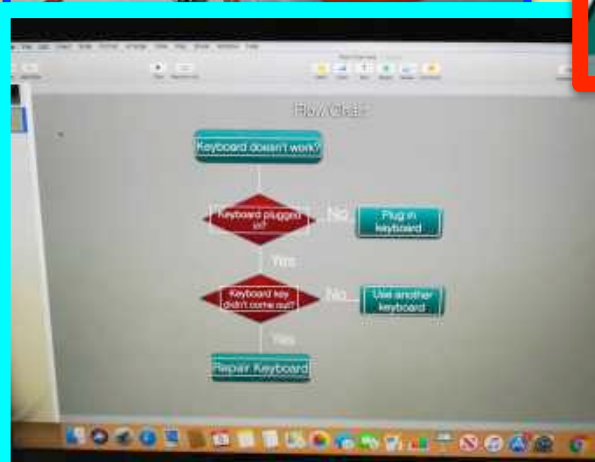 Flow Chart
Keyboard doesn't work?
Keyboard plugged
in?
No
Plug in
keyboard
Yes
Keyboard key
didn't come out?
No
Use another
keyboard
Yes
Repair Keyboard